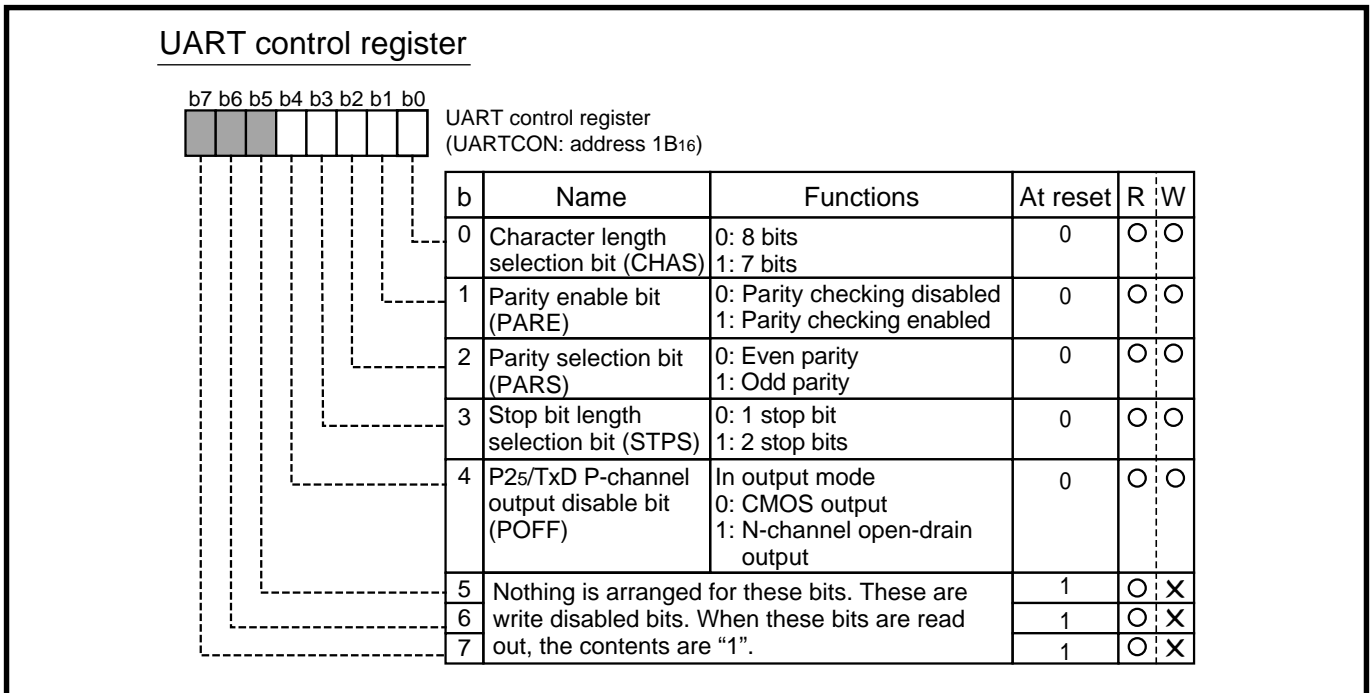 UART control register
b7 b6 b5 b4 b3 b2 b1 b0
UART control register
(UARTCON: address 1B16)
b Name Functions At reset R W
0 Character length selection bit (CHAS) 0: 8 bits 1: 7 bits 0 O O
1 Parity enable bit (PARE) 0: Parity checking disabled 1: Parity checking enabled 0 O O
2 Parity selection bit (PARS) 0: Even parity 1: Odd parity 0 O O
3 Stop bit length selection bit (STPS) 0: 1 stop bit 1: 2 stop bits 0 O O
4 P25/TxD P-channel output disable bit (POFF) In output mode 0: CMOS output 1: N-channel open-drain output 0 O O
5 Nothing is arranged for these bits. These are 1 O X
6 write disabled bits. When these bits are read 1 O X
7 out, the contents are “1”. 1 O X